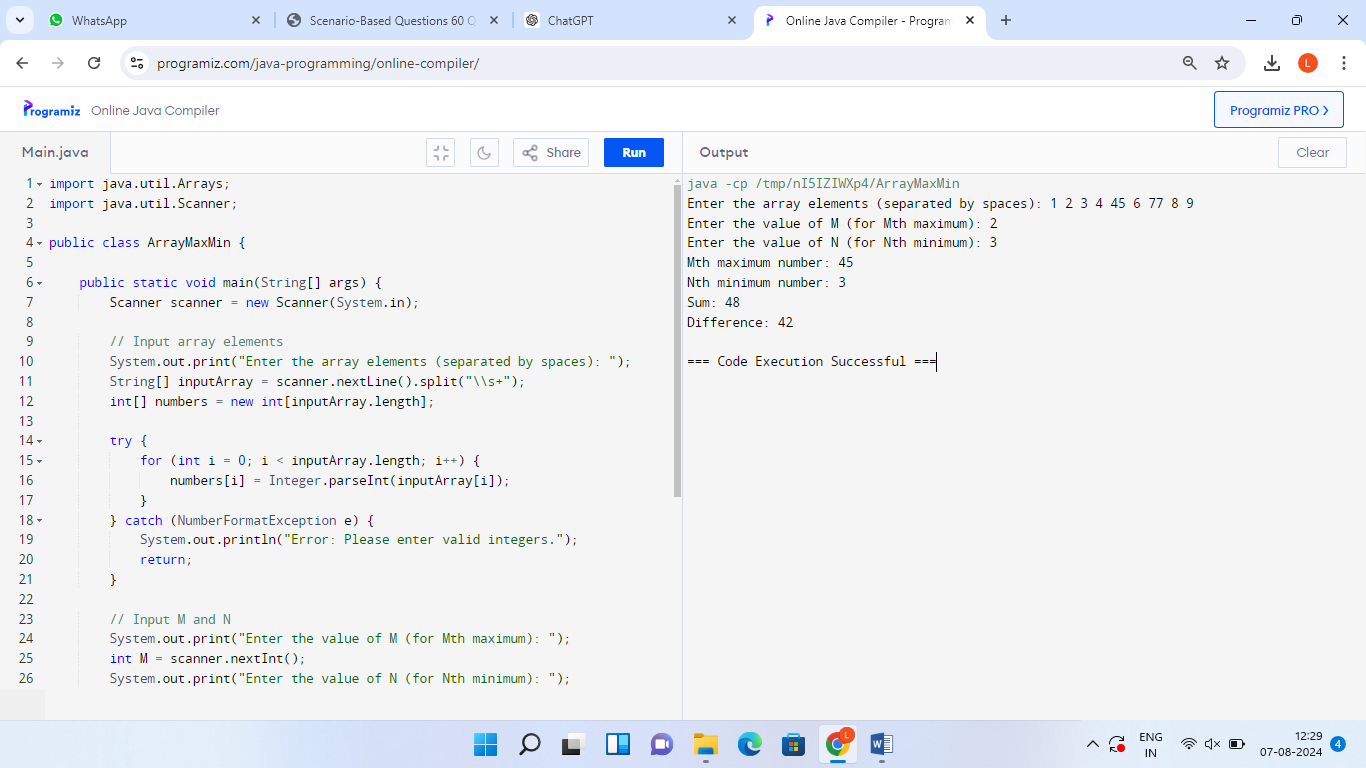 WhatsApp
Scenario-Based Questions 60 Q
ChatGPT
Online Java Compiler - Program
programiz.com/java-programming/online-compiler/
L
Programiz
Online Java Compiler
Programiz PRO >
Main.java
Share
Run
Output
Clear
1 import java.util.Arrays;
2 import java.util.Scanner;
3
4 public class ArrayMaxMin {
5
6     public static void main(String[] args) {
7         Scanner scanner = new Scanner(System.in);
8
9         // Input array elements
10         System.out.print("Enter the array elements (separated by spaces): ");
11         String[] inputArray = scanner.nextLine().split("\\s+");
12         int[] numbers = new int[inputArray.length];
13
14         try {
15             for (int i = 0; i < inputArray.length; i++) {
16                 numbers[i] = Integer.parseInt(inputArray[i]);
17             }
18         } catch (NumberFormatException e) {
19             System.out.println("Error: Please enter valid integers.");
20             return;
21         }
22
23         // Input M and N
24         System.out.print("Enter the value of M (for Mth maximum): ");
25         int M = scanner.nextInt();
26         System.out.print("Enter the value of N (for Nth minimum): ");
java -cp /tmp/nI5IZIWXp4/ArrayMaxMin
Enter the array elements (separated by spaces): 1 2 3 4 45 6 77 8 9
Enter the value of M (for Mth maximum): 2
Enter the value of N (for Nth minimum): 3
Mth maximum number: 45
Nth minimum number: 3
Sum: 48
Difference: 42
=== Code Execution Successful ===
L
W
ENG
IN
12:29
07-08-2024
4